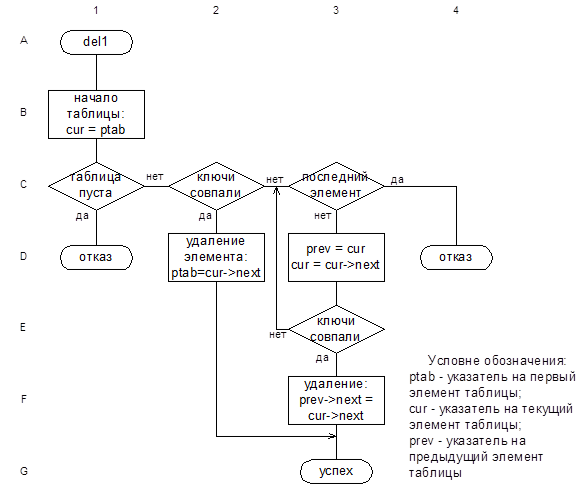 1 2 3 4
A
del1
B
начало
таблицы:
cur = ptab
C
таблица
пуста
нет
ключи
совпали
нет
последний
элемент
да
да
да
нет
D
отказ
удаление
элемента:
ptab=cur->next
prev = cur
cur = cur->next
отказ
E
ключи
совпали
нет
да
F
удаление:
prev->next =
cur->next
G
успех
Условне обозначения:
ptab - указатель на первый
элемент таблицы;
cur - указатель на текущий
элемент таблицы;
prev - указатель на
предыдущий элемент
таблицы